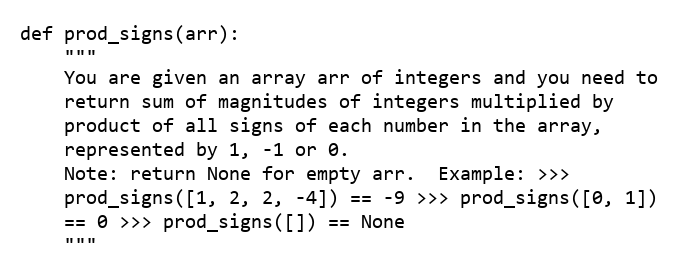 def prod_signs(arr):
    """
    You are given an array arr of integers and you need to
    return sum of magnitudes of integers multiplied by
    product of all signs of each number in the array,
    represented by 1, -1 or 0.
    Note: return None for empty arr.  Example: >>>
    prod_signs([1, 2, 2, -4]) == -9 >>> prod_signs([0, 1])
    == 0 >>> prod_signs([]) == None
    """